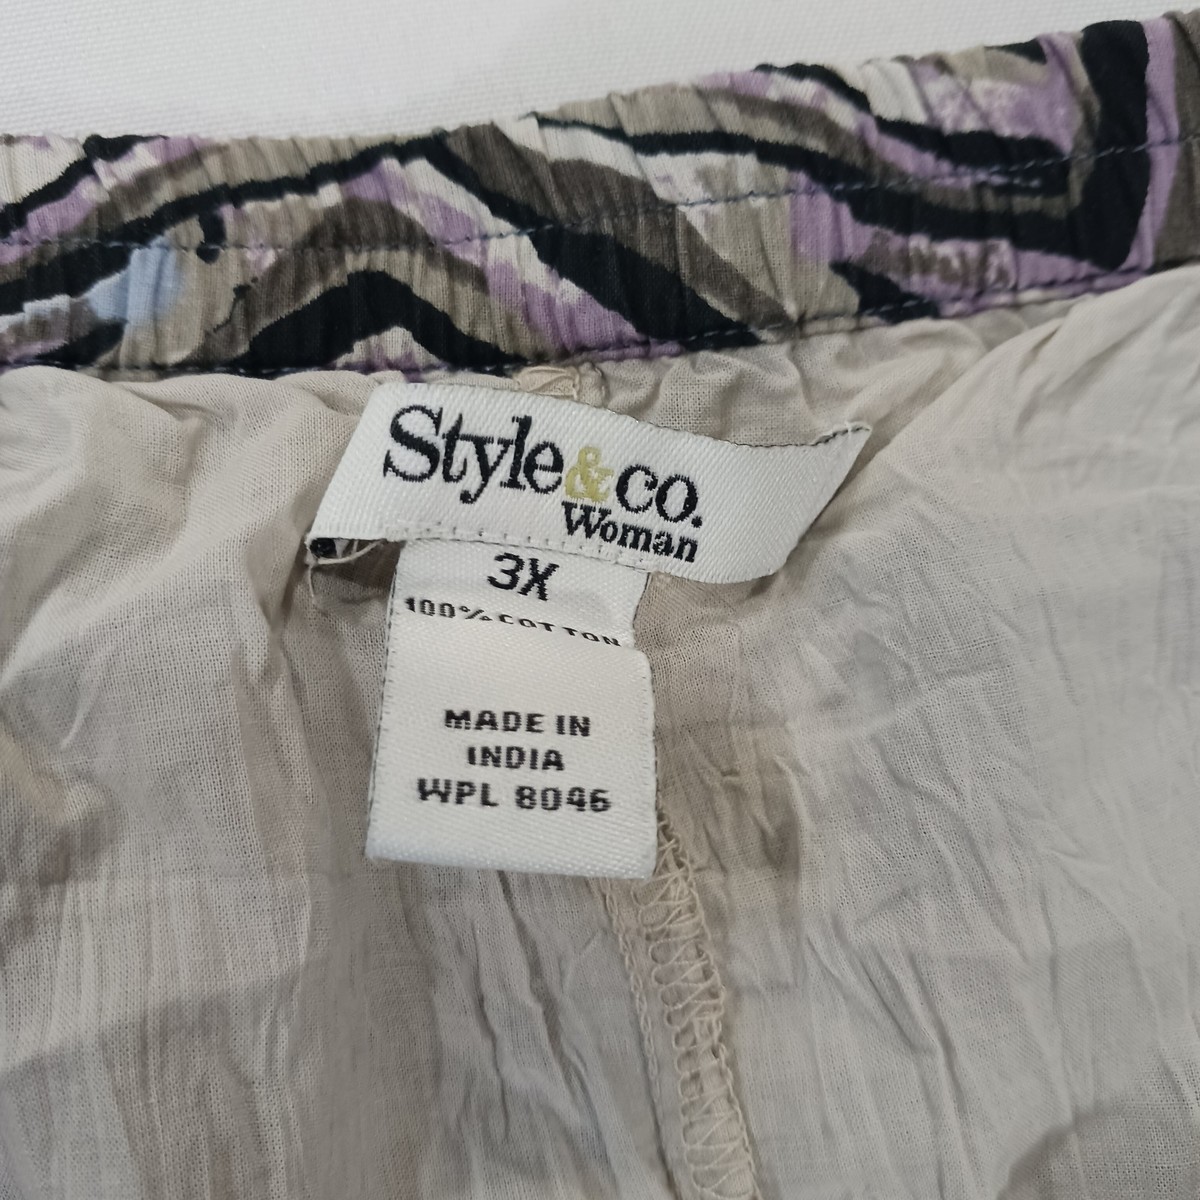 Style&co.
Woman
3X
100% COTTON
MADE IN
INDIA
WPL 8046